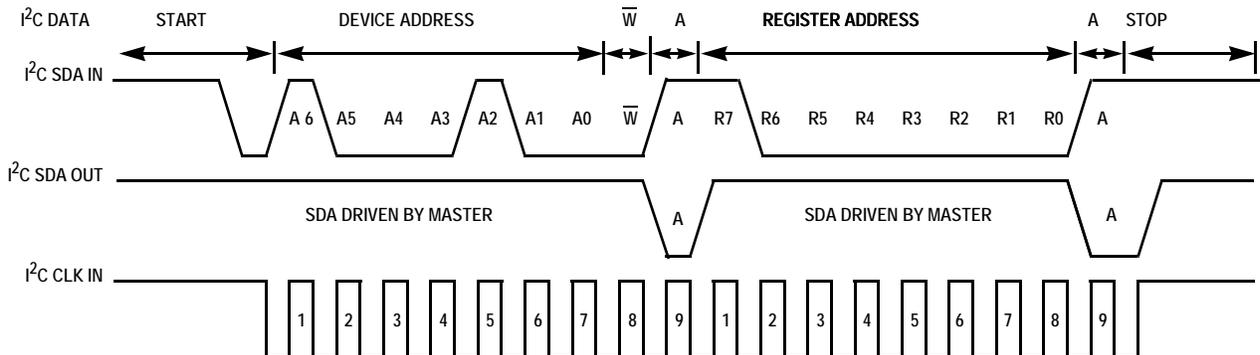 I²C DATA START DEVICE ADDRESS W̅ A REGISTER ADDRESS A STOP
I²C SDA IN
A 6 A5 A4 A3 A2 A1 A0 W̅ A R7 R6 R5 R4 R3 R2 R1 R0 A
I²C SDA OUT
SDA DRIVEN BY MASTER A SDA DRIVEN BY MASTER A
I²C CLK IN
1 2 3 4 5 6 7 8 9 1 2 3 4 5 6 7 8 9